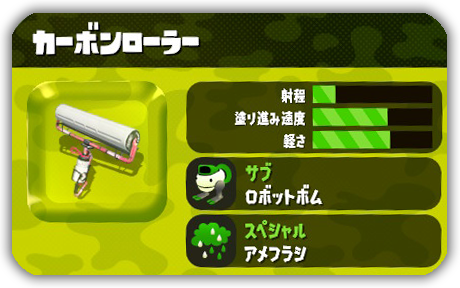 カーボンローラー
射程
塗り進み速度
軽さ
サブ
ロボットボム
スペシャル
アメフラシ